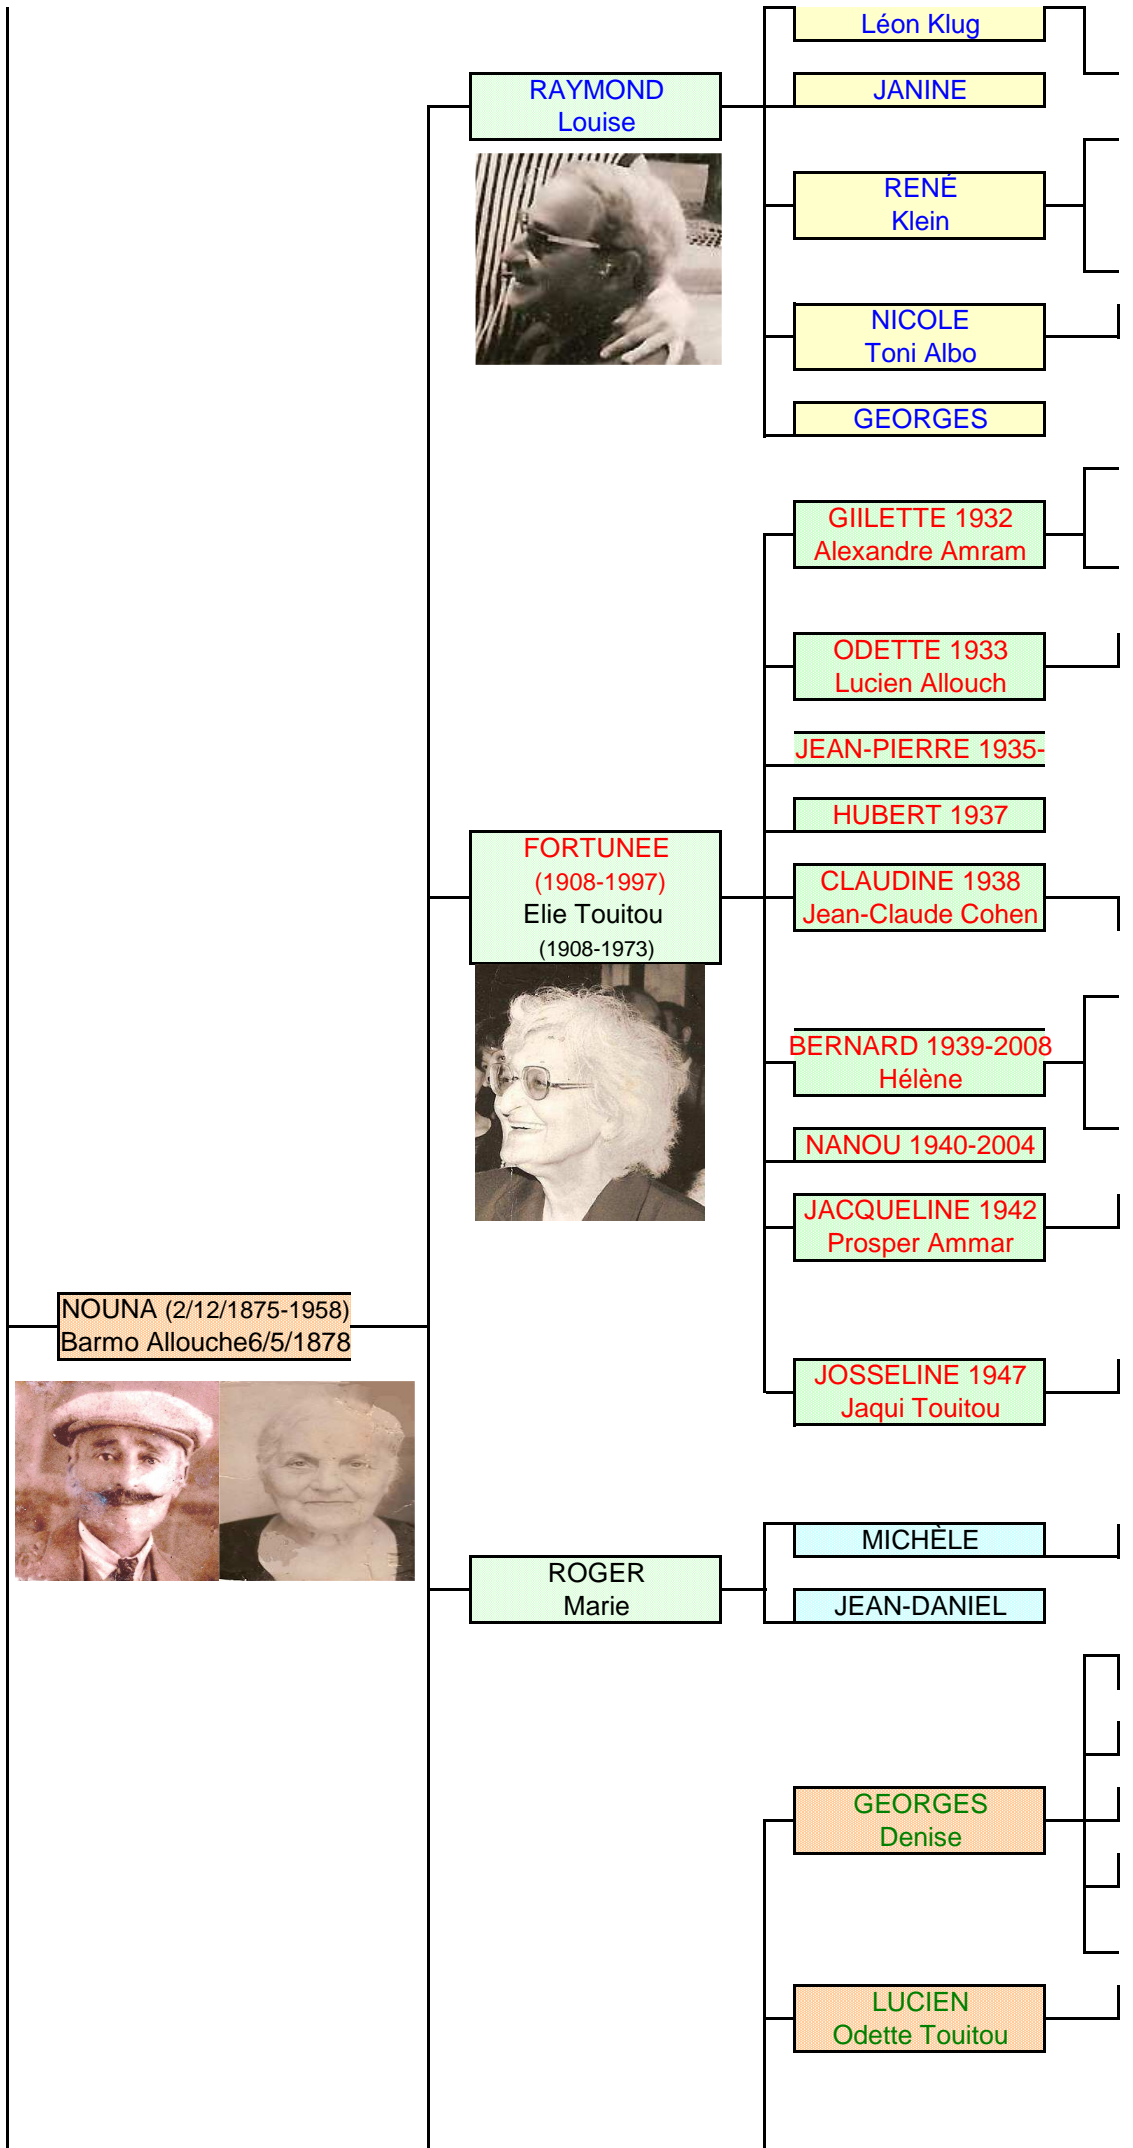 Léon Klug
RAYMOND
Louise
JANINE
RENÉ
Klein
NICOLE
Toni Albo
GEORGES
GIILETTE 1932
Alexandre Amram
ODETTE 1933
Lucien Allouch
JEAN-PIERRE 1935-
HUBERT 1937
FORTUNEE
(1908-1997)
Elie Touitou
(1908-1973)
CLAUDINE 1938
Jean-Claude Cohen
BERNARD 1939-2008
Hélène
NANOU 1940-2004
JACQUELINE 1942
Prosper Ammar
NOUNA (2/12/1875-1958)
Barmo Allouche6/5/1878
JOSSELINE 1947
Jaqui Touitou
MICHÈLE
ROGER
Marie
JEAN-DANIEL
GEORGES
Denise
LUCIEN
Odette Touitou